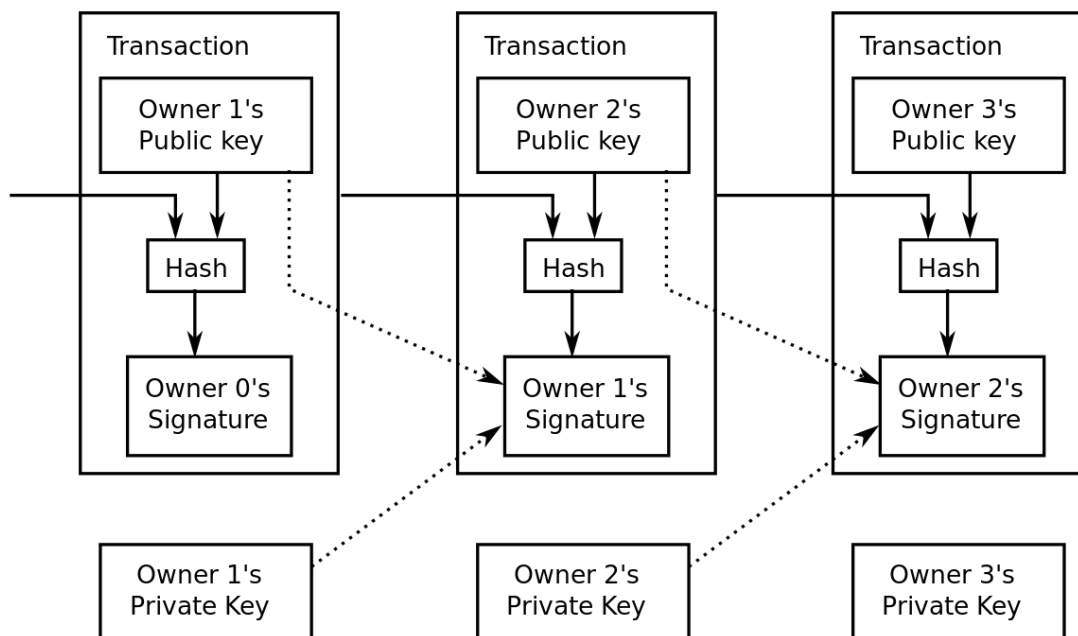 Transaction
Owner 1's
Public key
Hash
Owner 0's
Signature
Transaction
Owner 2's
Public key
Hash
Owner 1's
Signature
Transaction
Owner 3's
Public key
Hash
Owner 2's
Signature
Owner 1's
Private Key
Owner 2's
Private Key
Owner 3's
Private Key